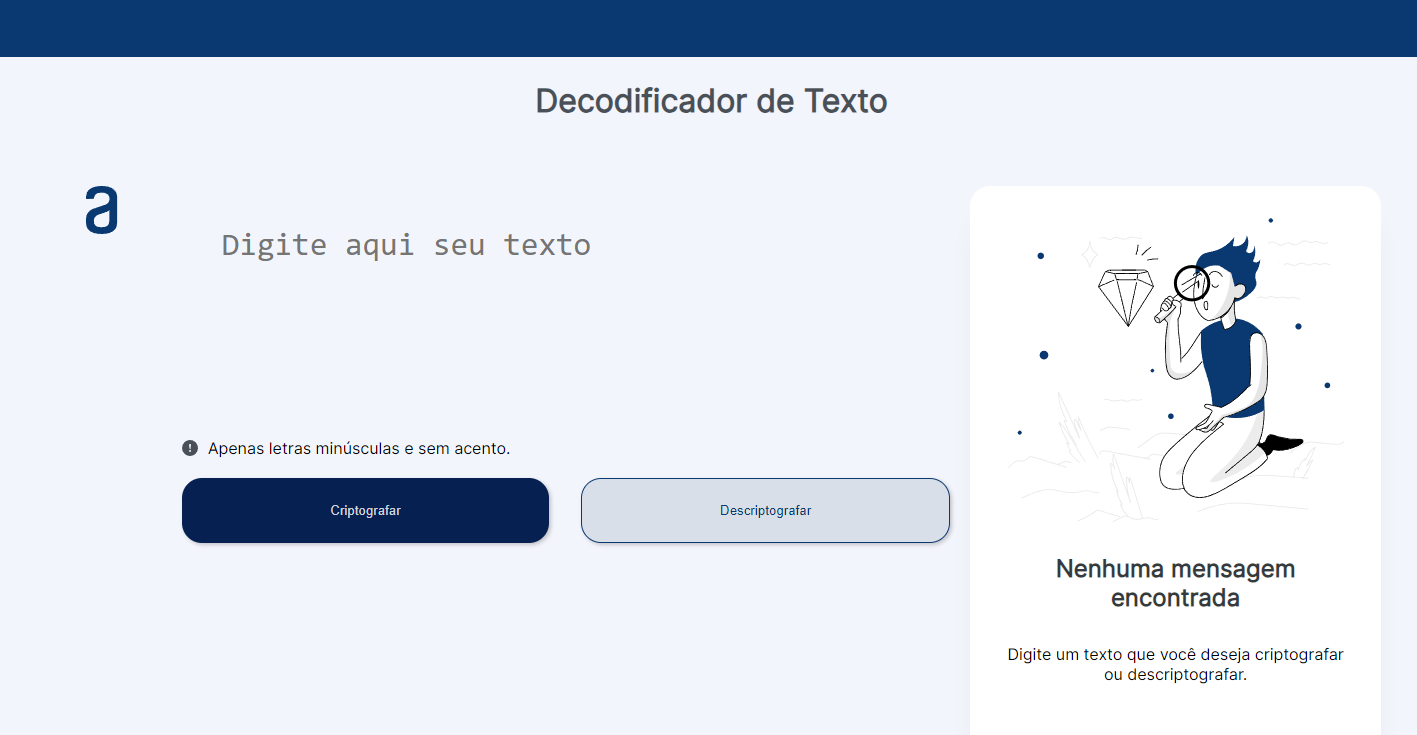 Decodificador de Texto
a
Digite aqui seu texto
Apenas letras minúsculas e sem acento.
Criptografar
Descriptografar
Nenhuma mensagem
encontrada
Digite um texto que você deseja criptografar
ou descriptografar.